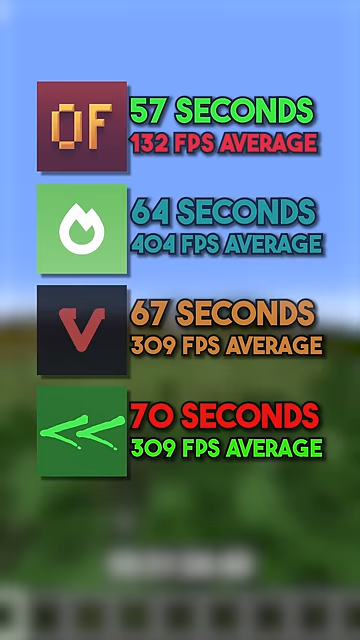 OF
57 SECONDS
132 FPS AVERAGE
64 SECONDS
404 FPS AVERAGE
V
67 SECONDS
309 FPS AVERAGE
<<
70 SECONDS
309 FPS AVERAGE